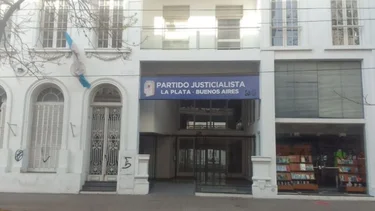 PARTIDO JUSTICIALISTA
LA PLATA - BUENOS AIRES